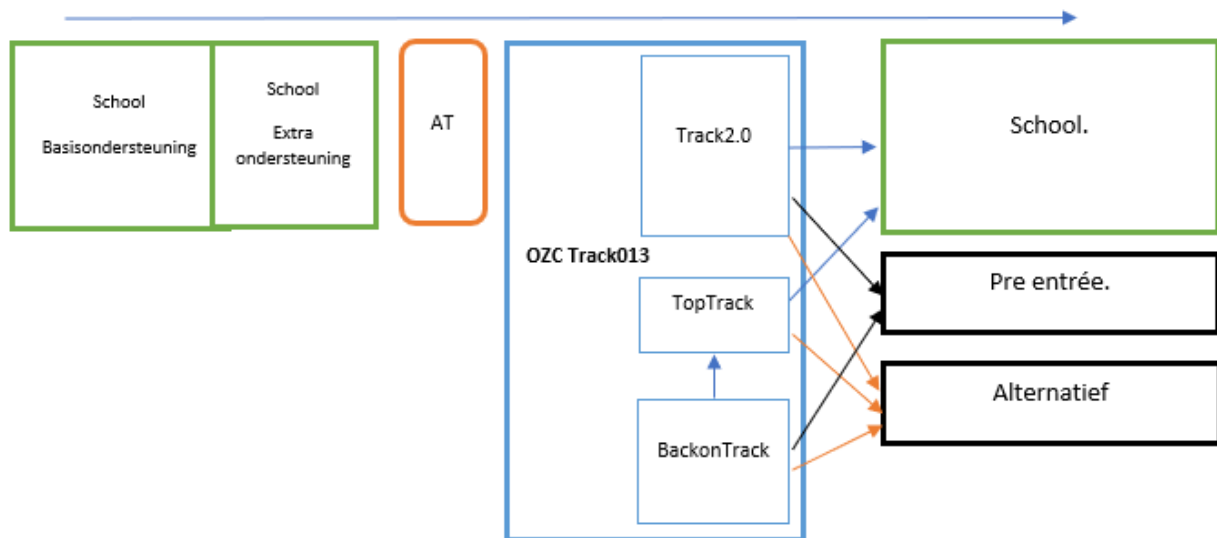 School
Basisondersteuning
School
Extra
ondersteuning
AT
OZC Track013
Track2.0
TopTrack
BackonTrack
School.
Pre entrée.
Alternatief